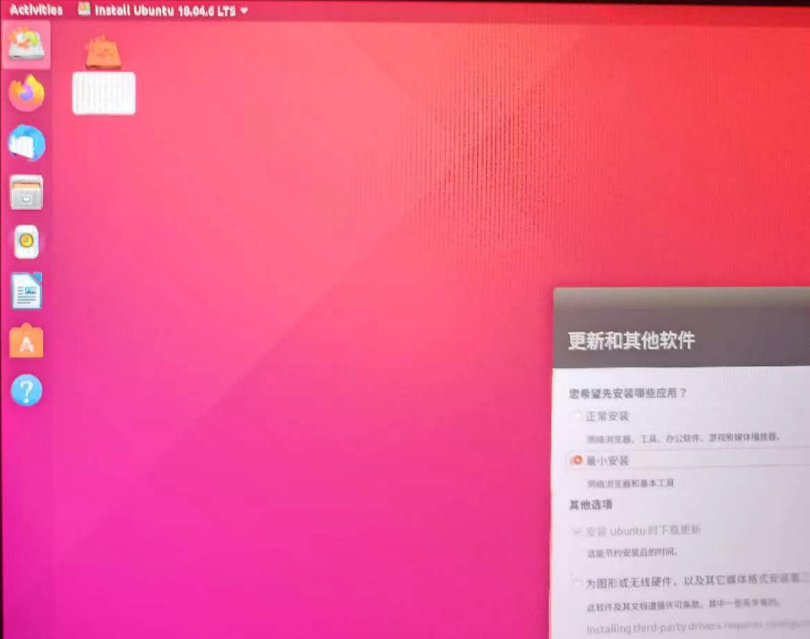 Activities
Install Ubuntu 18.04.6 LTS
更新和其他软件
您希望先安装哪些应用？
正常安装
网络浏览器、工具、办公软件、游戏和媒体播放器。
最小安装
网络浏览器和基本工具
其他选项
安装 Ubuntu 时下载更新
这能节约安装后的时间。
为图形或无线硬件，以及其它媒体格式安装第三
此软件及其文档遵循许可条款。其中一些是专有的。
Installing third-party drivers requires configur